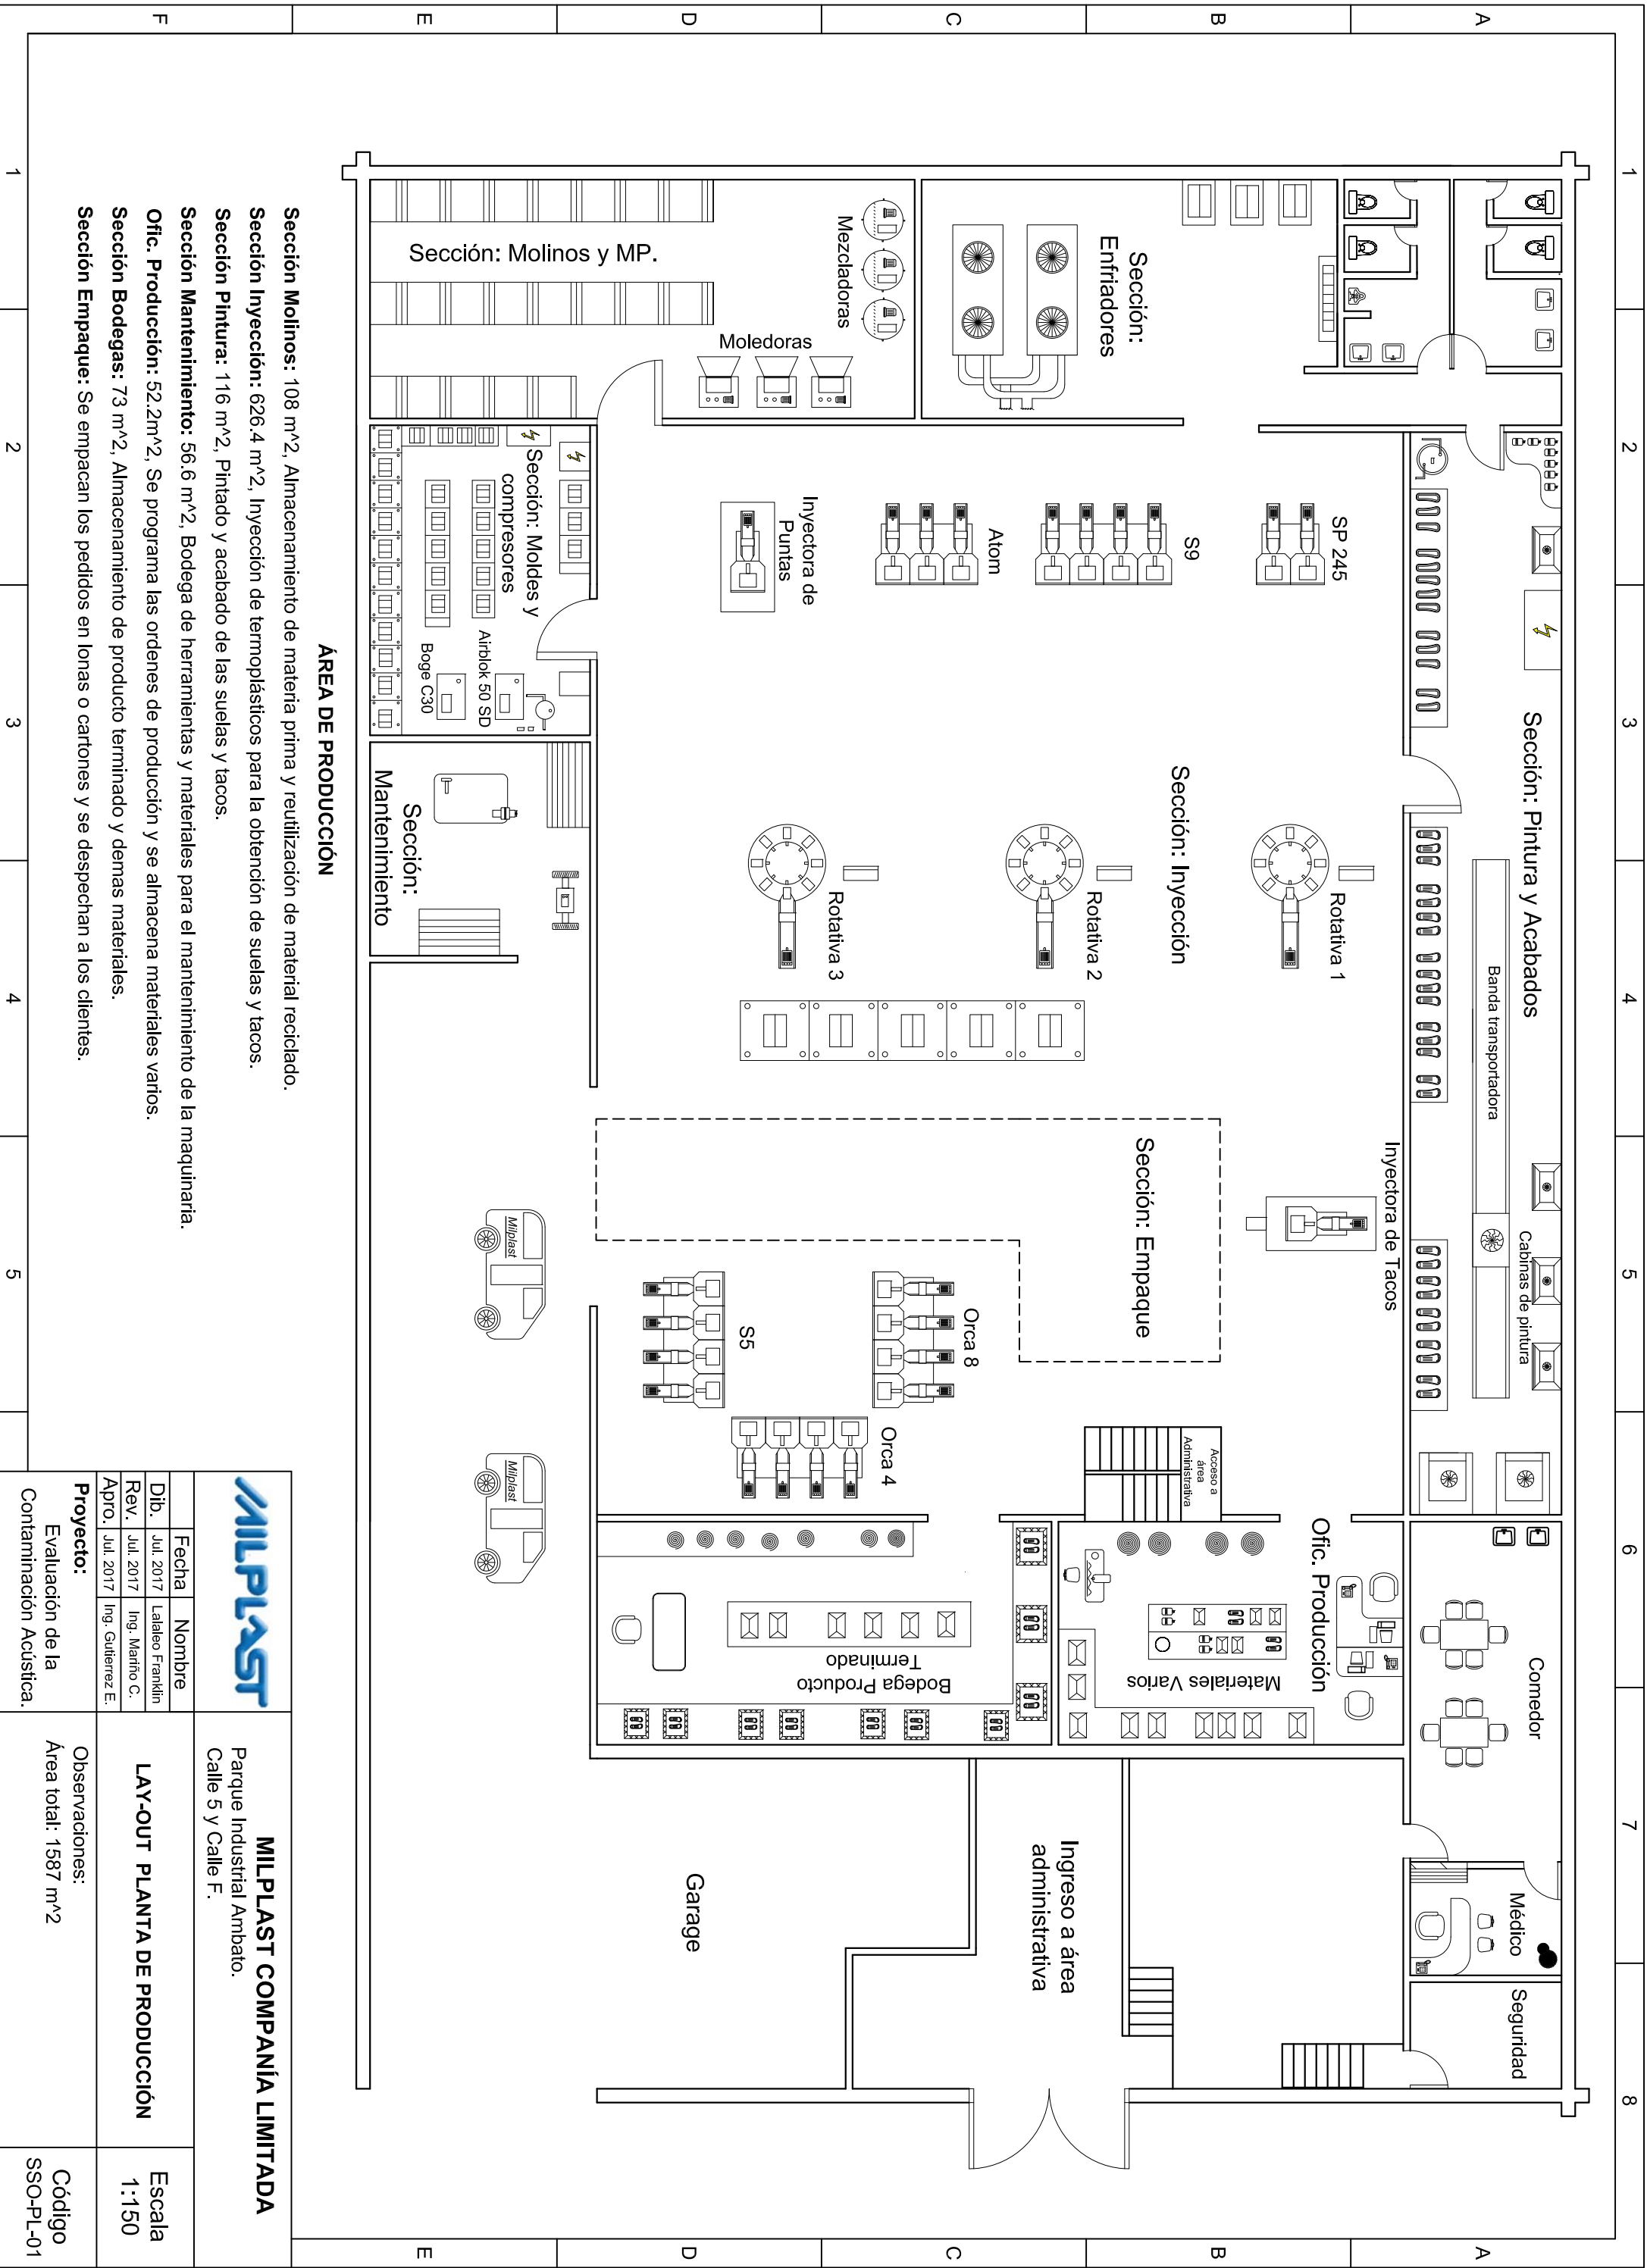 1
2
3
4
5
6
7
8
A
A
B
B
C
C
D
D
E
E
F
1
2
3
4
5
Sección: Pintura y Acabados
Banda transportadora
Cabinas de pintura
Comedor
Médico
Seguridad
SP 245
S9
Atom
Inyectora de
Puntas
Sección:
Enfriadores
Mezcladoras
Moledoras
Sección: Molinos y MP.
Sección: Moldes y
compresores
Airblok 50 SD
Boge C30
Sección:
Mantenimiento
Sección: Inyección
Rotativa 1
Rotativa 2
Rotativa 3
Inyectora de Tacos
Sección: Empaque
Orca 8
S5
Orca 4
Acceso a
área
Administrativa
Ofic. Producción
Materiales Varios
Bodega Producto
Terminado
Ingreso a área
administrativa
Garage
Milplast
Milplast
ÁREA DE PRODUCCIÓN
Sección Molinos: 108 m^2, Almacenamiento de materia prima y reutilización de material reciclado.
Sección Inyección: 626.4 m^2, Inyección de termoplásticos para la obtención de suelas y tacos.
Sección Pintura: 116 m^2, Pintado y acabado de las suelas y tacos.
Sección Mantenimiento: 56.6 m^2, Bodega de herramientas y materiales para el mantenimiento de la maquinaria.
Ofic. Producción: 52.2m^2, Se programa las ordenes de producción y se almacena materiales varios.
Sección Bodegas: 73 m^2, Almacenamiento de producto terminado y demas materiales.
Sección Empaque: Se empacan los pedidos en lonas o cartones y se despechan a los clientes.
MILPLAST
MILPLAST COMPANÍA LIMITADA
Parque Industrial Ambato.
Calle 5 y Calle F.
Fecha Nombre
Dib. Jul. 2017 Lalaleo Franklin
Rev. Jul. 2017 Ing. Mariño C.
Apro. Jul. 2017 Ing. Gutierrez E.
LAY-OUT PLANTA DE PRODUCCIÓN
Escala
1:150
Proyecto:
Evaluación de la
Contaminación Acústica.
Observaciones:
Área total: 1587 m^2
Código
SSO-PL-01